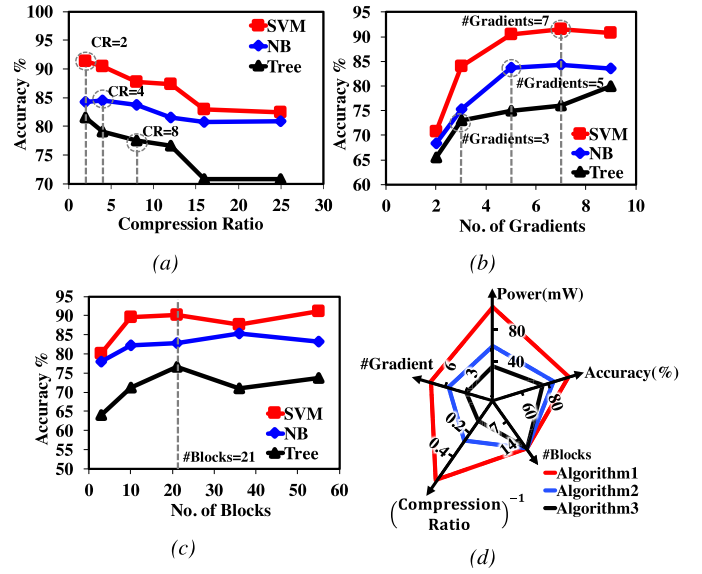 100
95
90
85
80
75
70
0
5
10
15
20
25
30
Accuracy %
Compression Ratio
CR=2
CR=4
CR=8
SVM
NB
Tree
(a)
95
90
85
80
75
70
65
60
0
2
4
6
8
10
Accuracy %
No. of Gradients
#Gradients=7
#Gradients=5
#Gradients=3
SVM
NB
Tree
(b)
95
90
85
80
75
70
65
60
55
50
0
10
20
30
40
50
60
Accuracy %
No. of Blocks
#Blocks=21
SVM
NB
Tree
(c)
Power(mW)
80
40
#Gradient
6
3
Accuracy(%)
60
80
0.2
0.4
7
14
#Blocks
(Compression
Ratio)⁻¹
Algorithm1
Algorithm2
Algorithm3
(d)